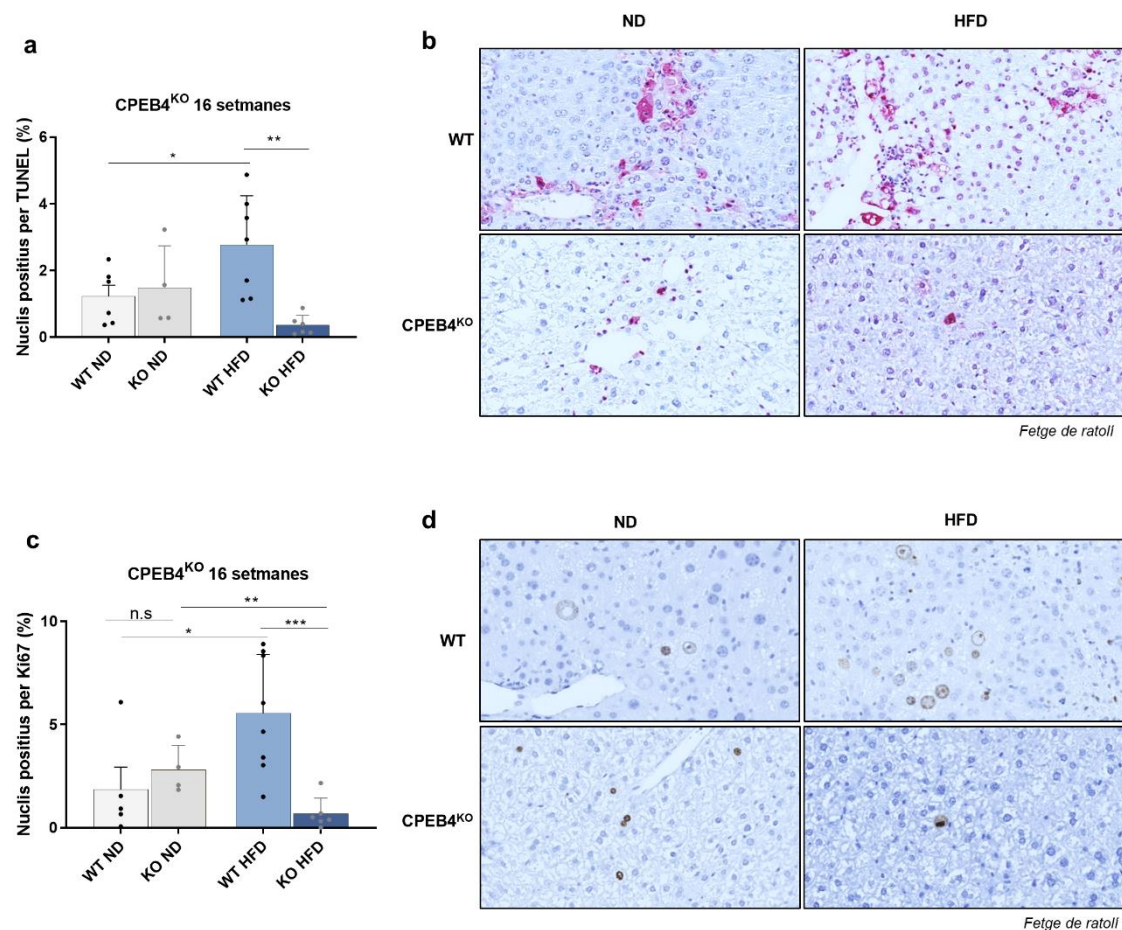 a
CPEB4KO 16 setmanes
Nuclis positius per TUNEL (%)
6
4
2
0
*
**
WT ND
KO ND
WT HFD
KO HFD
b
ND
HFD
WT
CPEB4KO
Fetge de ratolí
c
CPEB4KO 16 setmanes
Nuclis positius per Ki67 (%)
10
5
0
n.s
**
*
***
WT ND
KO ND
WT HFD
KO HFD
d
ND
HFD
WT
CPEB4KO
Fetge de ratolí